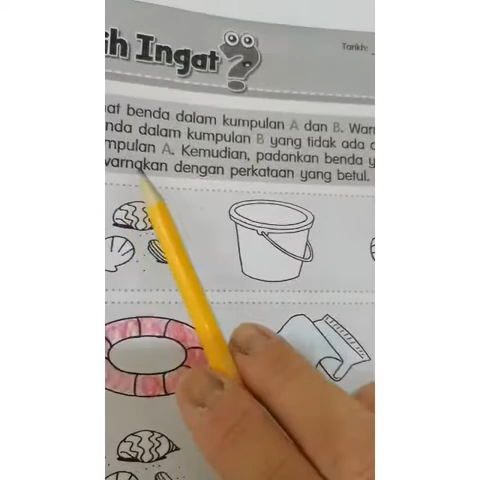 ih Ingat
Tarikh:
at benda dalam kumpulan A dan B. War
nda dalam kumpulan B yang tidak ada d
mpulan A. Kemudian, padankan benda y
warnakan dengan perkataan yang betul.